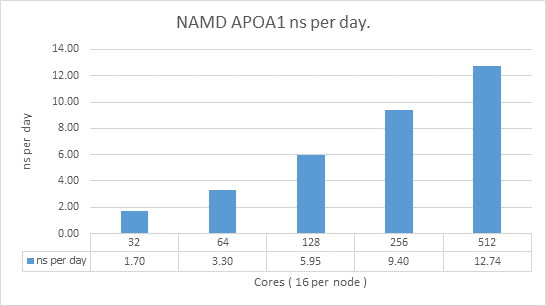 NAMD APOA1 ns per day.
14.00
12.00
10.00
8.00
6.00
4.00
2.00
0.00
ns per day
32 64 128 256 512
ns per day 1.70 3.30 5.95 9.40 12.74
Cores ( 16 per node )